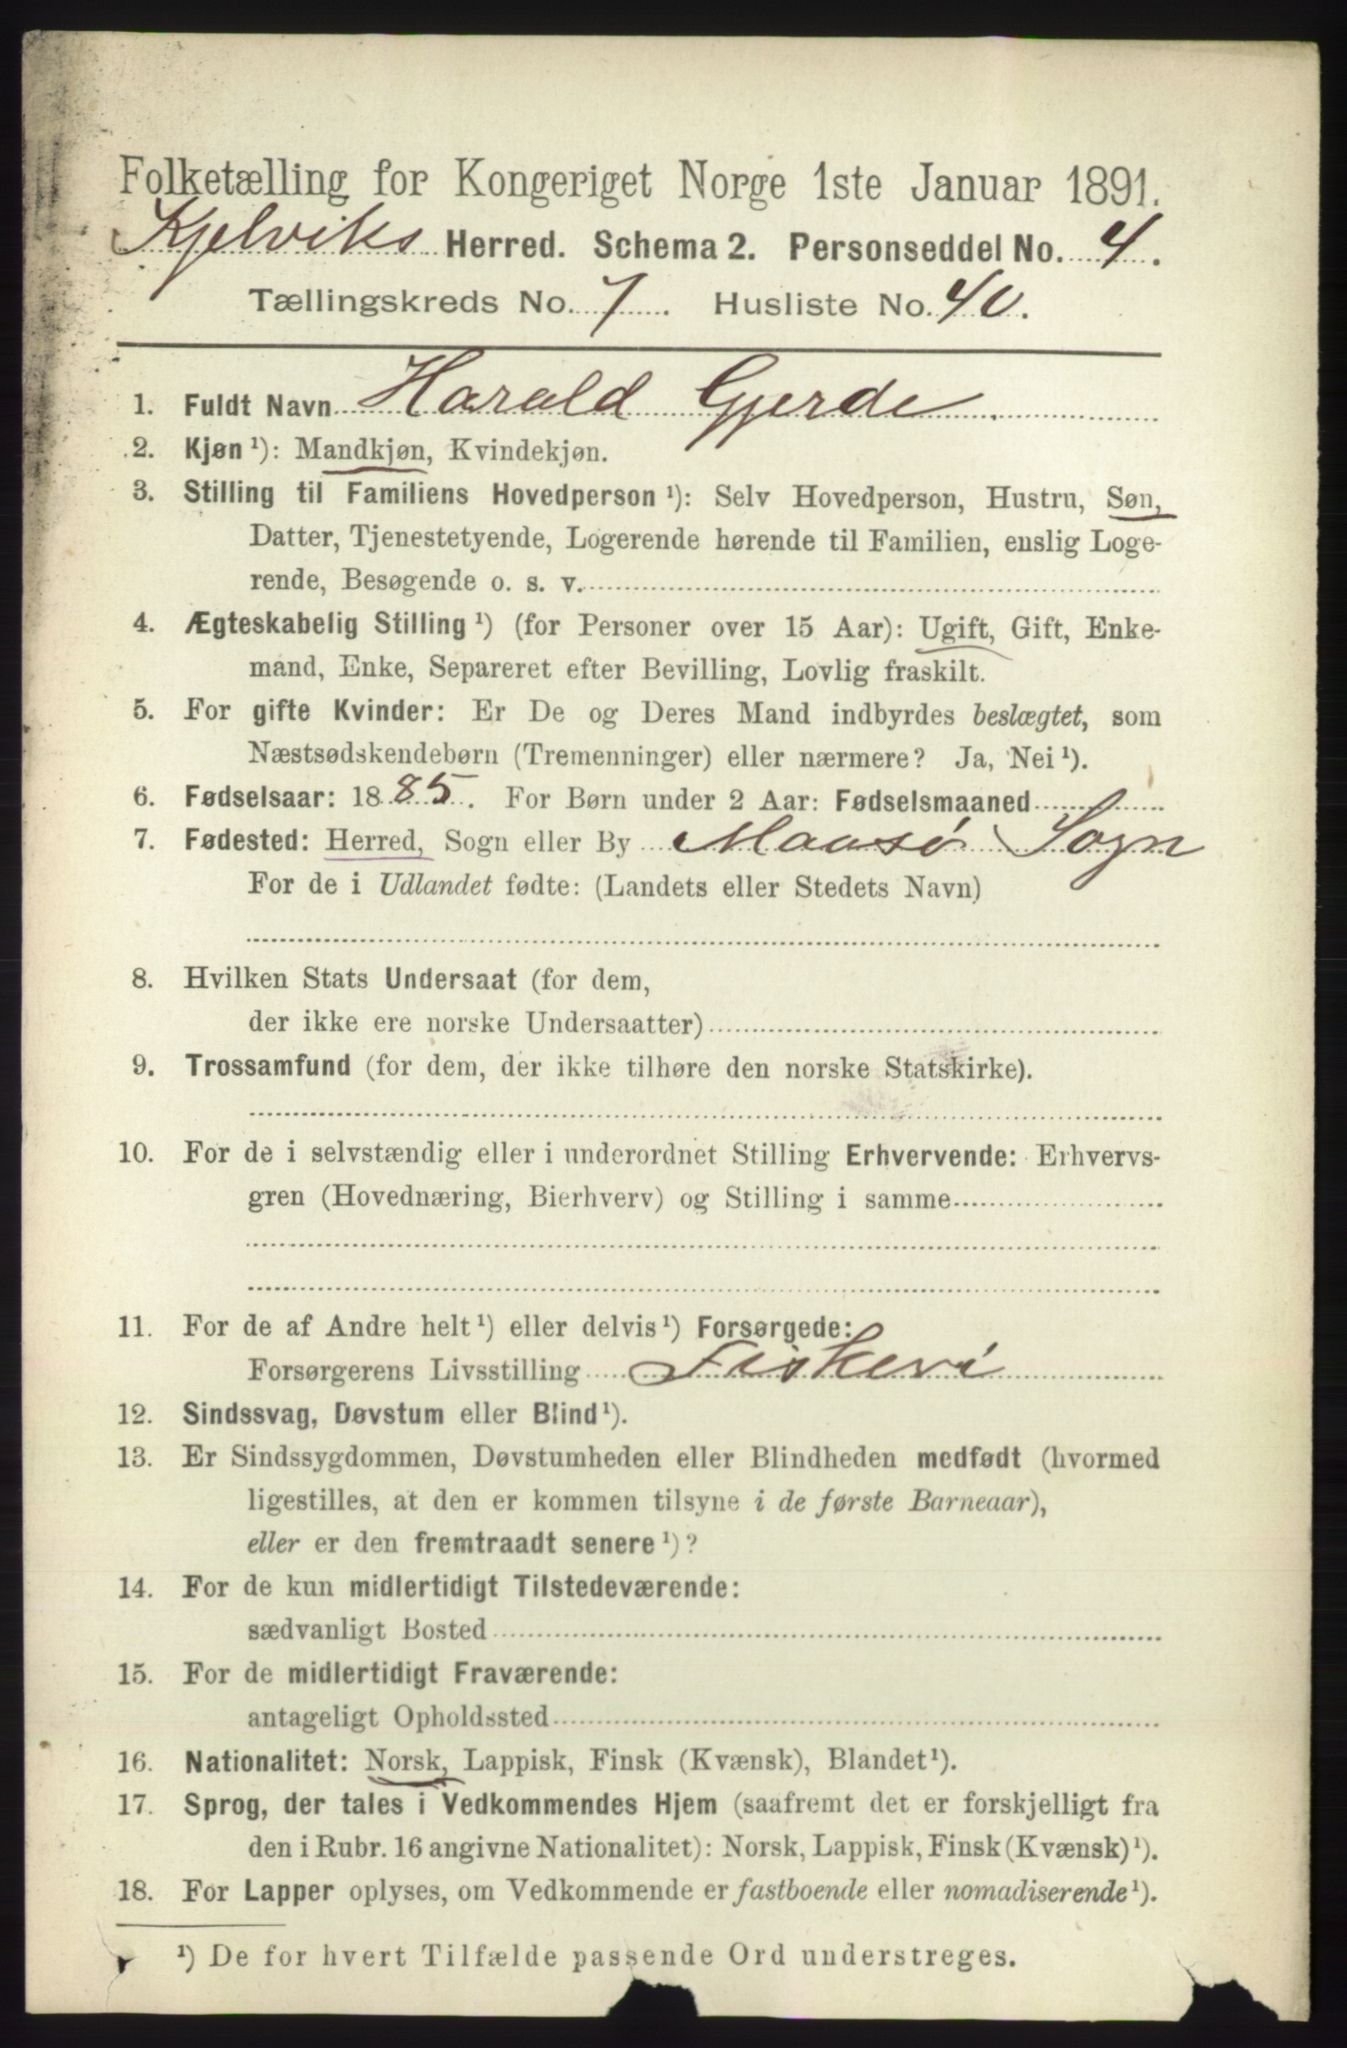 Folketælling for Kongeriget Norge 1ste Januar 1891.
Kjelviks Herred. Schema 2. Personseddel No. 4.
Tællingskreds No. 7. Husliste No. 40.
1. Fuldt Navn Harald Gjerde.
2. Kjøn ¹): Mandkjøn, Kvindekjøn.
3. Stilling til Familiens Hovedperson ¹): Selv Hovedperson, Hustru, Søn,
Datter, Tjenestetyende, Logerende hørende til Familien, enslig Loge-
rende, Besøgende o. s. v.
4. Ægteskabelig Stilling ¹) (for Personer over 15 Aar): Ugift, Gift, Enke-
mand, Enke, Separeret efter Bevilling, Lovlig fraskilt.
5. For gifte Kvinder: Er De og Deres Mand indbyrdes beslægtet, som
Næstsødskendebørn (Tremenninger) eller nærmere? Ja, Nei ¹).
6. Fødselsaar: 1885. For Børn under 2 Aar: Fødselsmaaned
7. Fødested: Herred, Sogn eller By Maasø Sogn
For de i Udlandet fødte: (Landets eller Stedets Navn)
8. Hvilken Stats Undersaat (for dem,
der ikke ere norske Undersaatter)
9. Trossamfund (for dem, der ikke tilhøre den norske Statskirke).
10. For de i selvstændig eller i underordnet Stilling Erhvervende: Erhvervs-
gren (Hovednæring, Bierhverv) og Stilling i samme
11. For de af Andre helt ¹) eller delvis ¹) Forsørgede:
Forsørgerens Livsstilling Fiskeri
12. Sindssvag, Døvstum eller Blind ¹).
13. Er Sindssygdommen, Døvstumheden eller Blindheden medfødt (hvormed
ligestilles, at den er kommen tilsyne i de første Barneaar),
eller er den fremtraadt senere ¹)?
14. For de kun midlertidigt Tilstedeværende:
sædvanligt Bosted
15. For de midlertidigt Fraværende:
antageligt Opholdssted
16. Nationalitet: Norsk, Lappisk, Finsk (Kvænsk), Blandet ¹).
17. Sprog, der tales i Vedkommendes Hjem (saafremt det er forskjelligt fra
den i Rubr. 16 angivne Nationalitet): Norsk, Lappisk, Finsk (Kvænsk) ¹).
18. For Lapper oplyses, om Vedkommende er fastboende eller nomadiserende ¹).
¹) De for hvert Tilfælde passende Ord understreges.